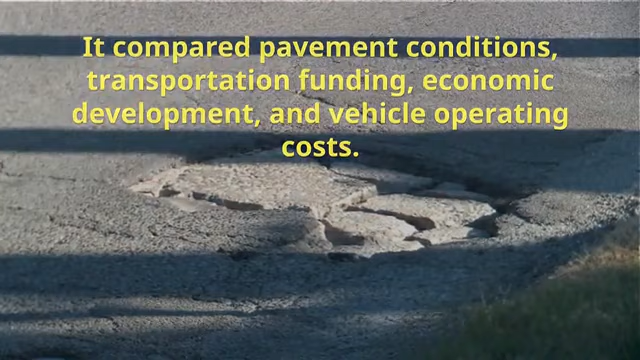 It compared pavement conditions,
transportation funding, economic
development, and vehicle operating
costs.